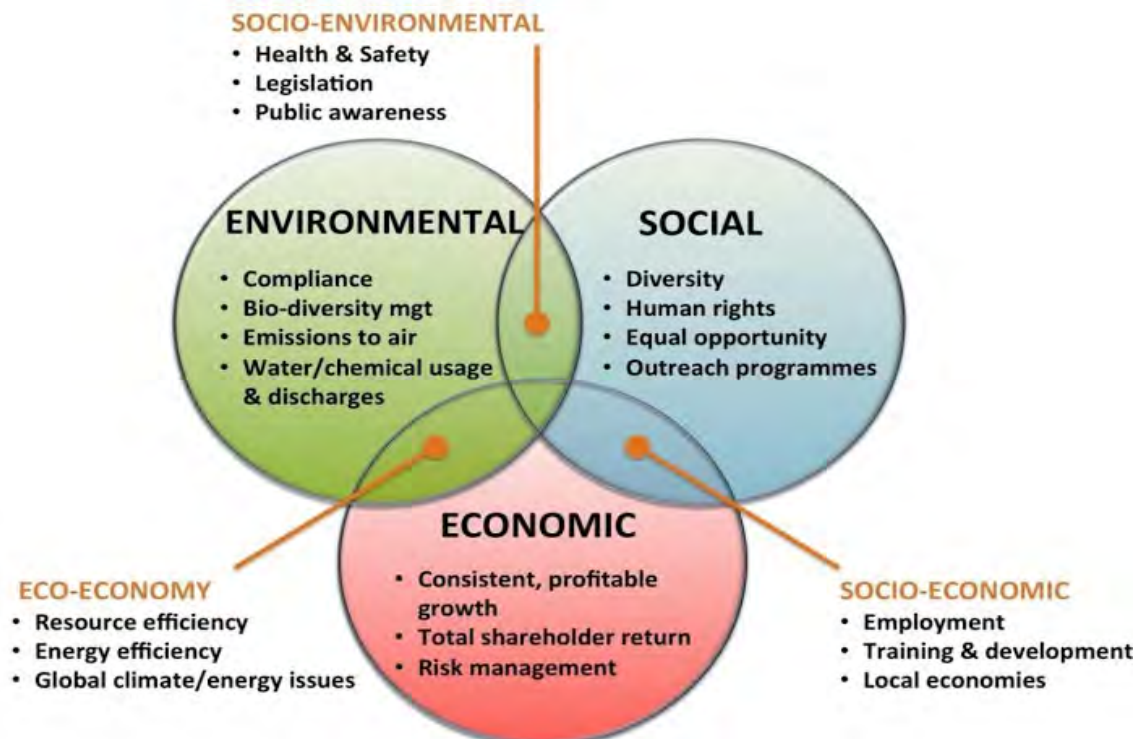 SOCIO-ENVIRONMENTAL
• Health & Safety
• Legislation
• Public awareness
ENVIRONMENTAL
• Compliance
• Bio-diversity mgt
• Emissions to air
• Water/chemical usage
& discharges
SOCIAL
• Diversity
• Human rights
• Equal opportunity
• Outreach programmes
ECONOMIC
• Consistent, profitable
growth
• Total shareholder return
• Risk management
ECO-ECONOMY
• Resource efficiency
• Energy efficiency
• Global climate/energy issues
SOCIO-ECONOMIC
• Employment
• Training & development
• Local economies